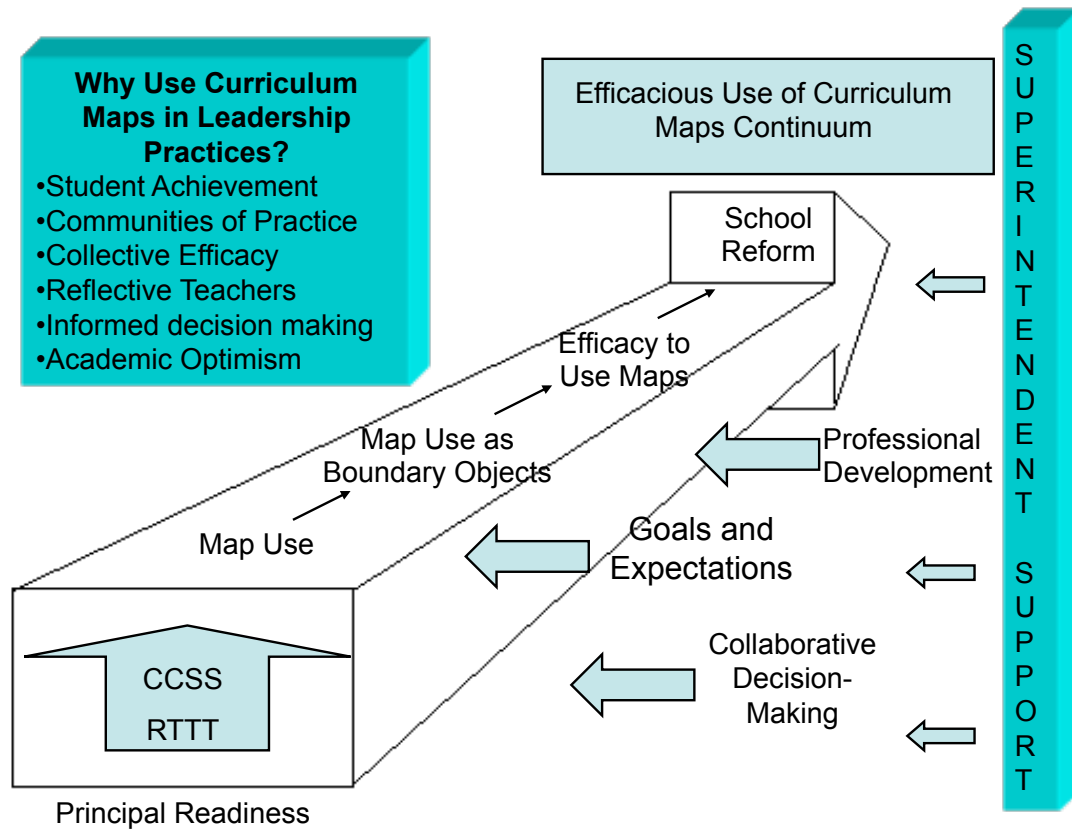 Why Use Curriculum
Maps in Leadership
Practices?
•Student Achievement
•Communities of Practice
•Collective Efficacy
•Reflective Teachers
•Informed decision making
•Academic Optimism
Efficacious Use of Curriculum
Maps Continuum
School
Reform
Efficacy to
Use Maps
Map Use as
Boundary Objects
Map Use
Professional
Development
Goals and
Expectations
Collaborative
Decision-
Making
CCSS
RTTT
Principal Readiness
SUPERINTENDENT SUPPORT